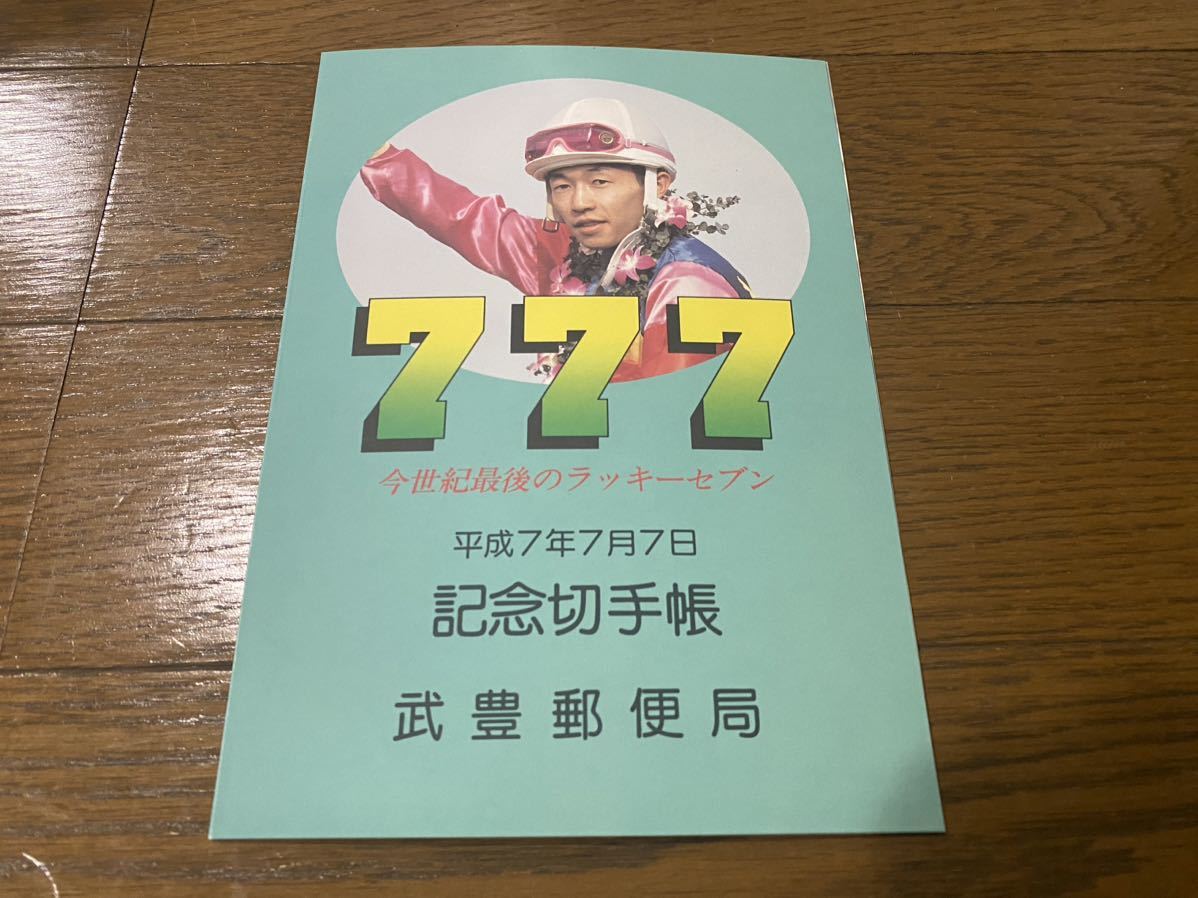 777
今世紀最後のラッキーセブン
平成7年7月7日
記念切手帳
武豊郵便局